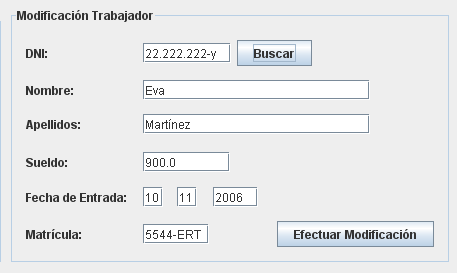 Modificación Trabajador
DNI: 22.222.222-y Buscar
Nombre: Eva
Apellidos: Martínez
Sueldo: 900.0
Fecha de Entrada: 10 11 2006
Matrícula: 5544-ERT Efectuar Modificación